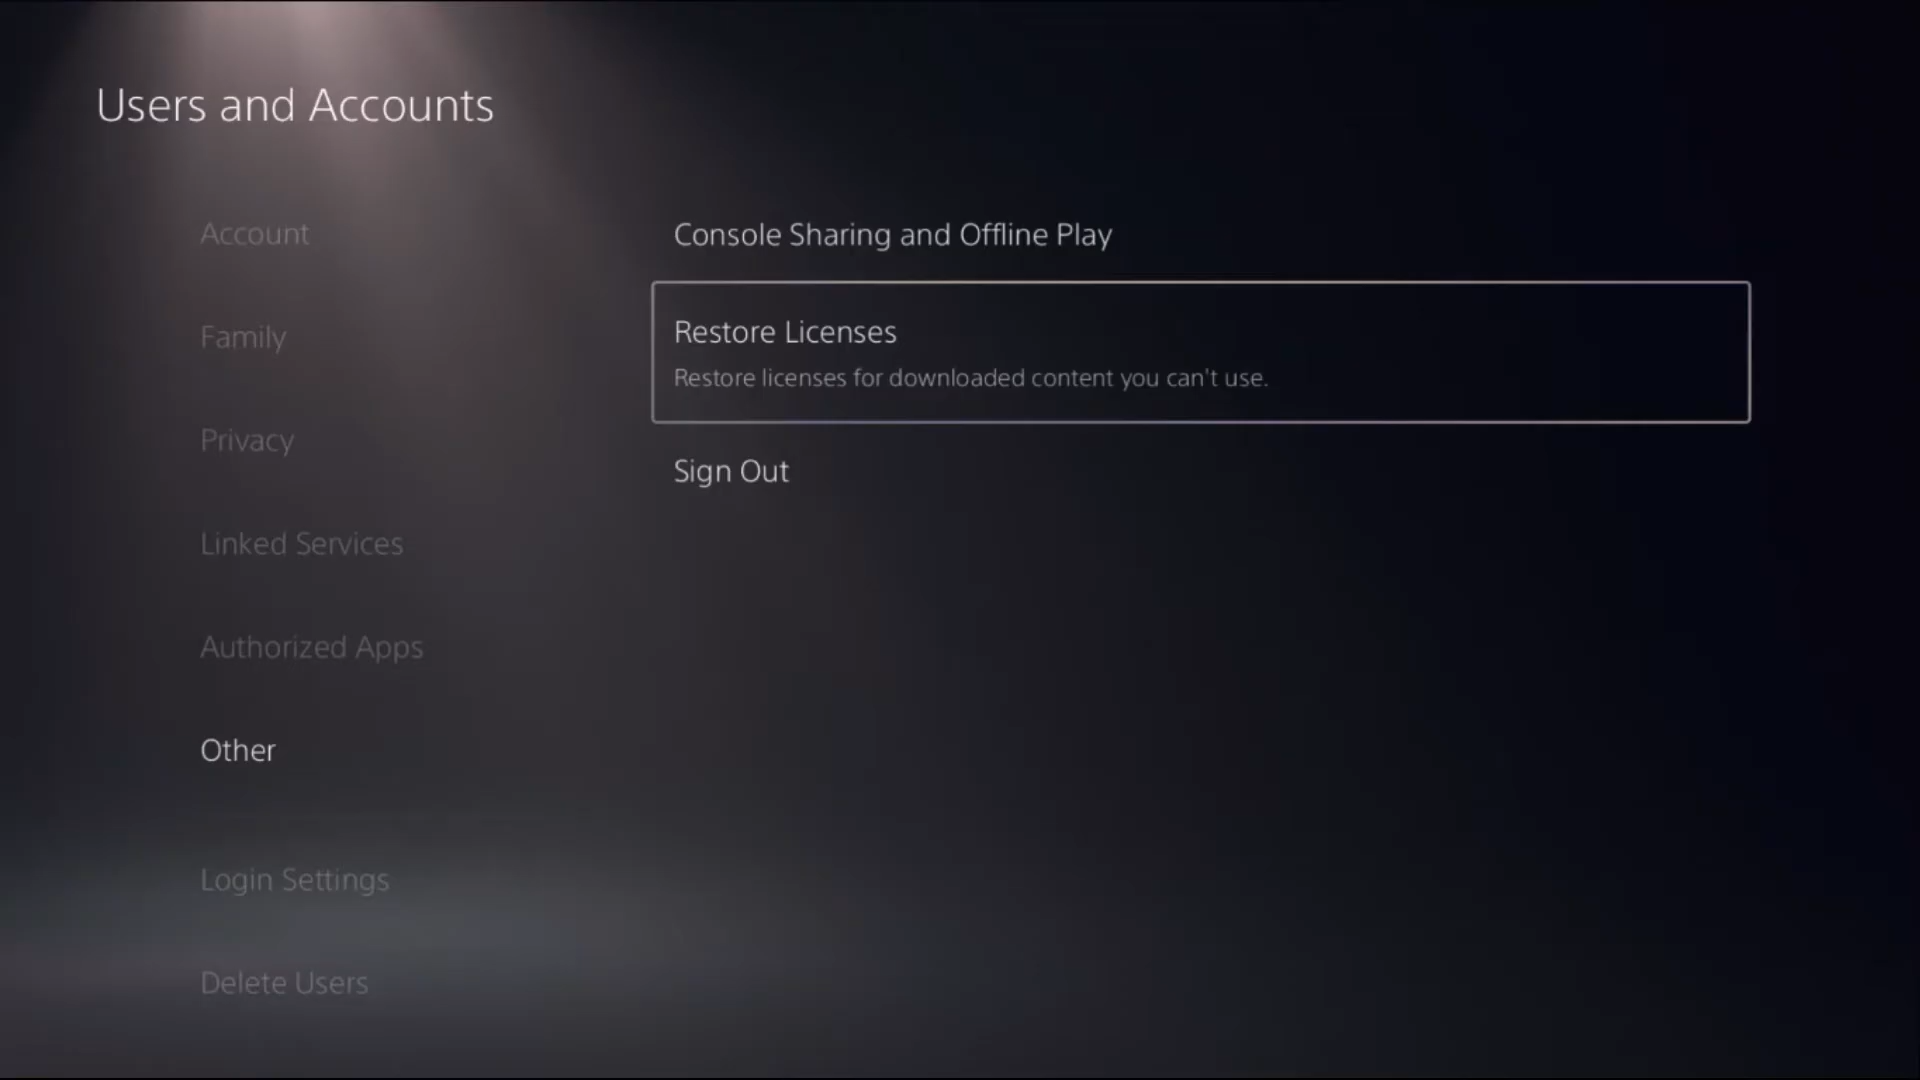 Users and Accounts
Account
Family
Privacy
Linked Services
Authorized Apps
Other
Login Settings
Delete Users
Console Sharing and Offline Play
Restore Licenses
Restore licenses for downloaded content you can't use.
Sign Out